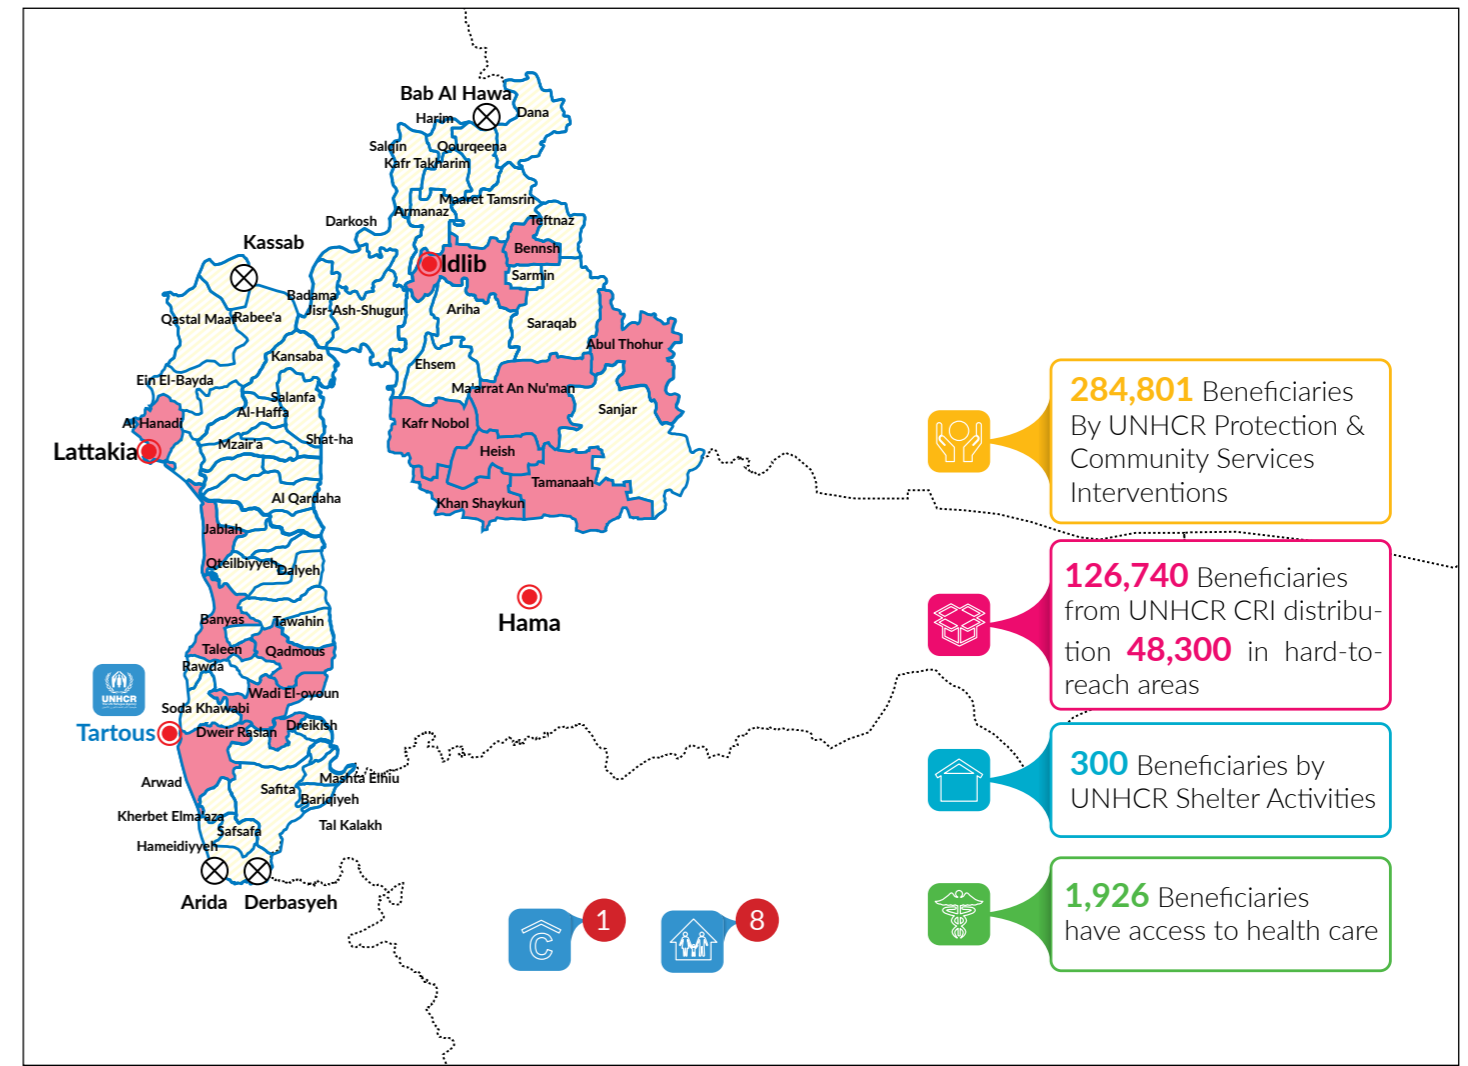 Bab Al Hawa
Dana
Harim
Salqin
Qourqeena
Kafr Takharim
Maaret Tamsrin
Armanaz
Teftnaz
Darkosh
Kassab
Bennsh
Idlib
Sarmin
Badama
Jisr-Ash-Shugur
Ariha
Qastal Maaf
Rabee'a
Saraqab
Abul Thohur
Kansaba
Ehsem
Ein El-Bayda
Ma'arrat An Nu'man
Salanfa
Sanjar
Al-Haffa
Al Hanadi
Kafr Nobol
Mzair'a
Shat-ha
Lattakia
Heish
Tamanaah
Al Qardaha
Khan Shaykun
Jablah
Qteilbiyyeh
Dalyeh
Hama
Banyas
Tawahin
Taleen
Qadmous
Rawda
Wadi El-oyoun
UNHCR
Soda Khawabi
Tartous
Dweir Raslan
Dreikish
Arwad
Mashta Elhiu
Safita
Bariqiyeh
Kherbet Elma'aza
Tal Kalakh
Safsafa
Hameidiyyeh
Arida
Derbasyeh
C
1
8
284,801 Beneficiaries
By UNHCR Protection &
Community Services
Interventions
126,740 Beneficiaries
from UNHCR CRI distribu-
tion 48,300 in hard-to-
reach areas
300 Beneficiaries by
UNHCR Shelter Activities
1,926 Beneficiaries
have access to health care